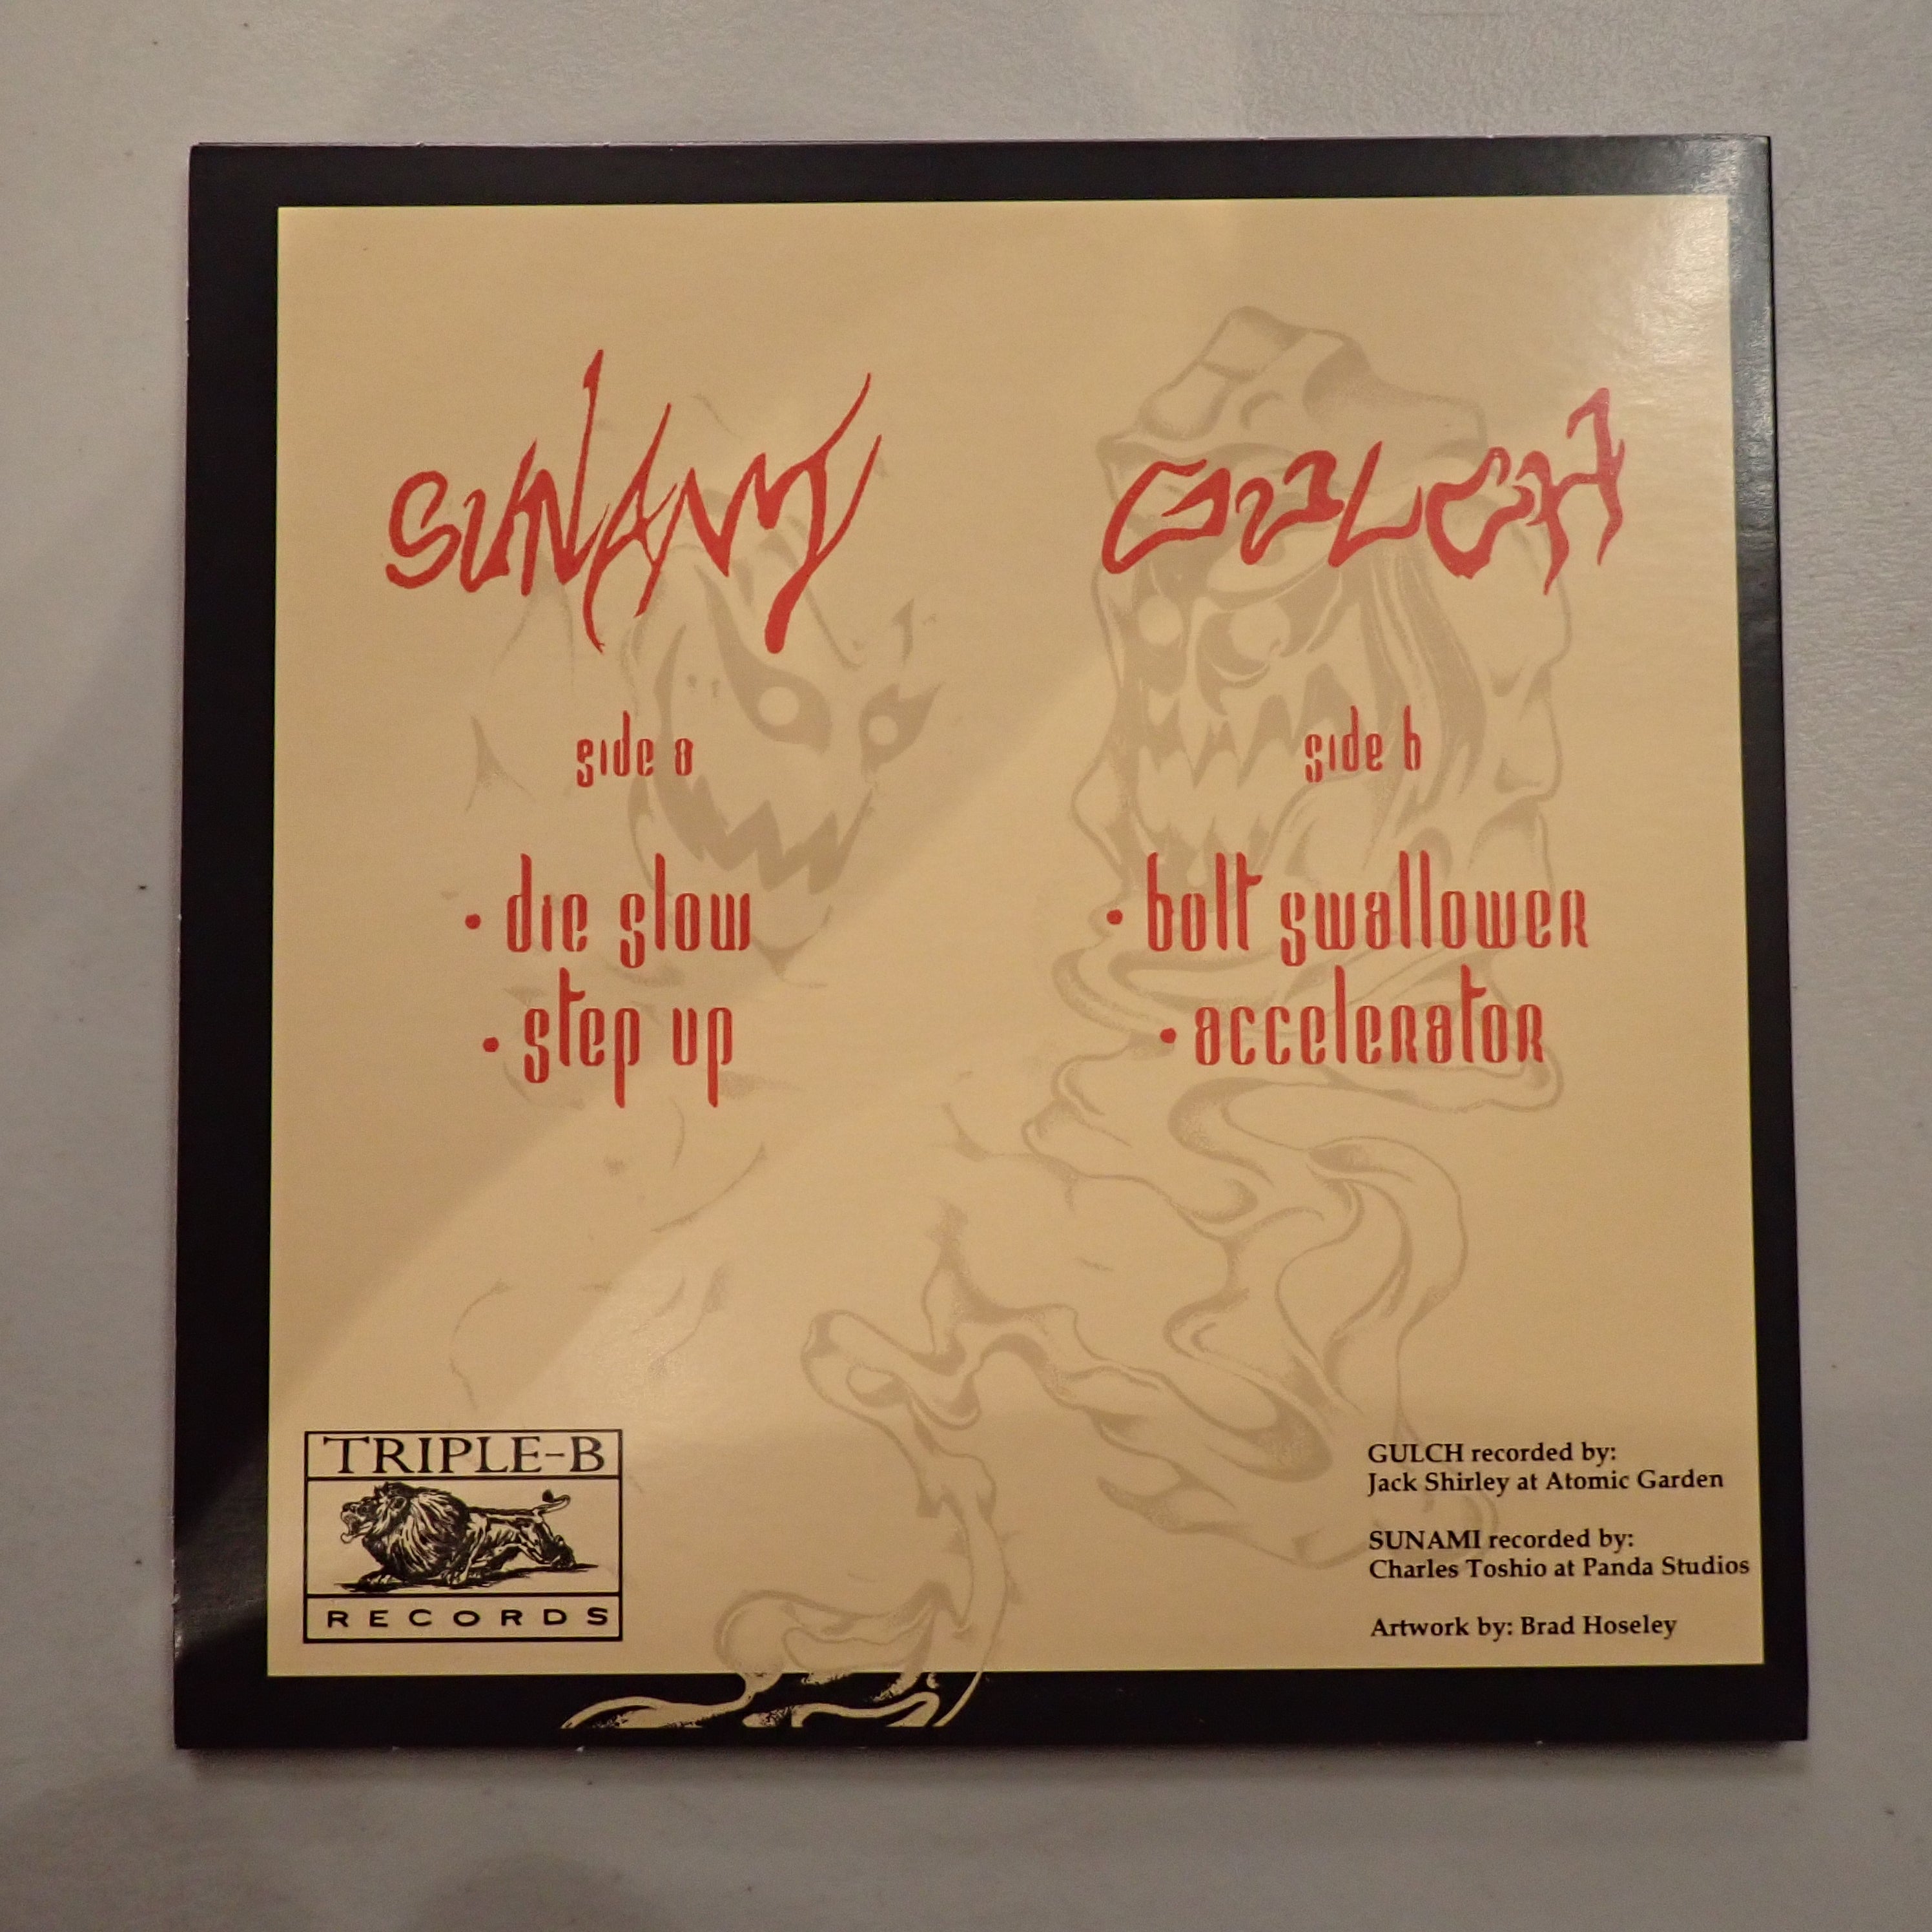 SUNAMI
side a
• die slow
• step up
GULCH
side b
• bolt swallower
• accelerator
TRIPLE-B
RECORDS
GULCH recorded by:
Jack Shirley at Atomic Garden
SUNAMI recorded by:
Charles Toshio at Panda Studios
Artwork by: Brad Hoseley